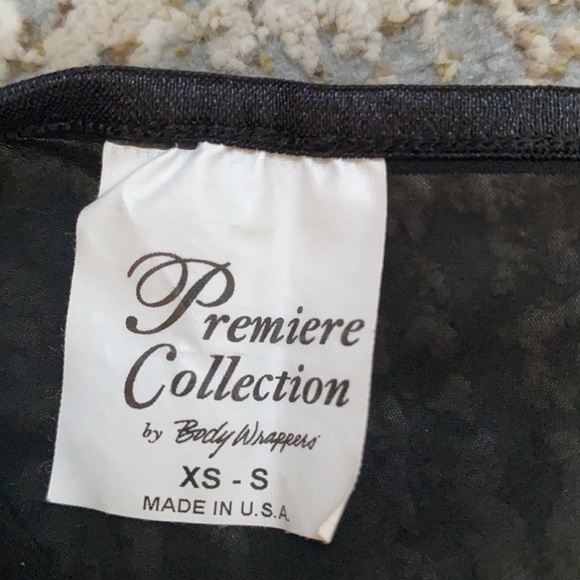 Premiere
Collection
by Body Wrappers
XS - S
MADE IN U.S.A